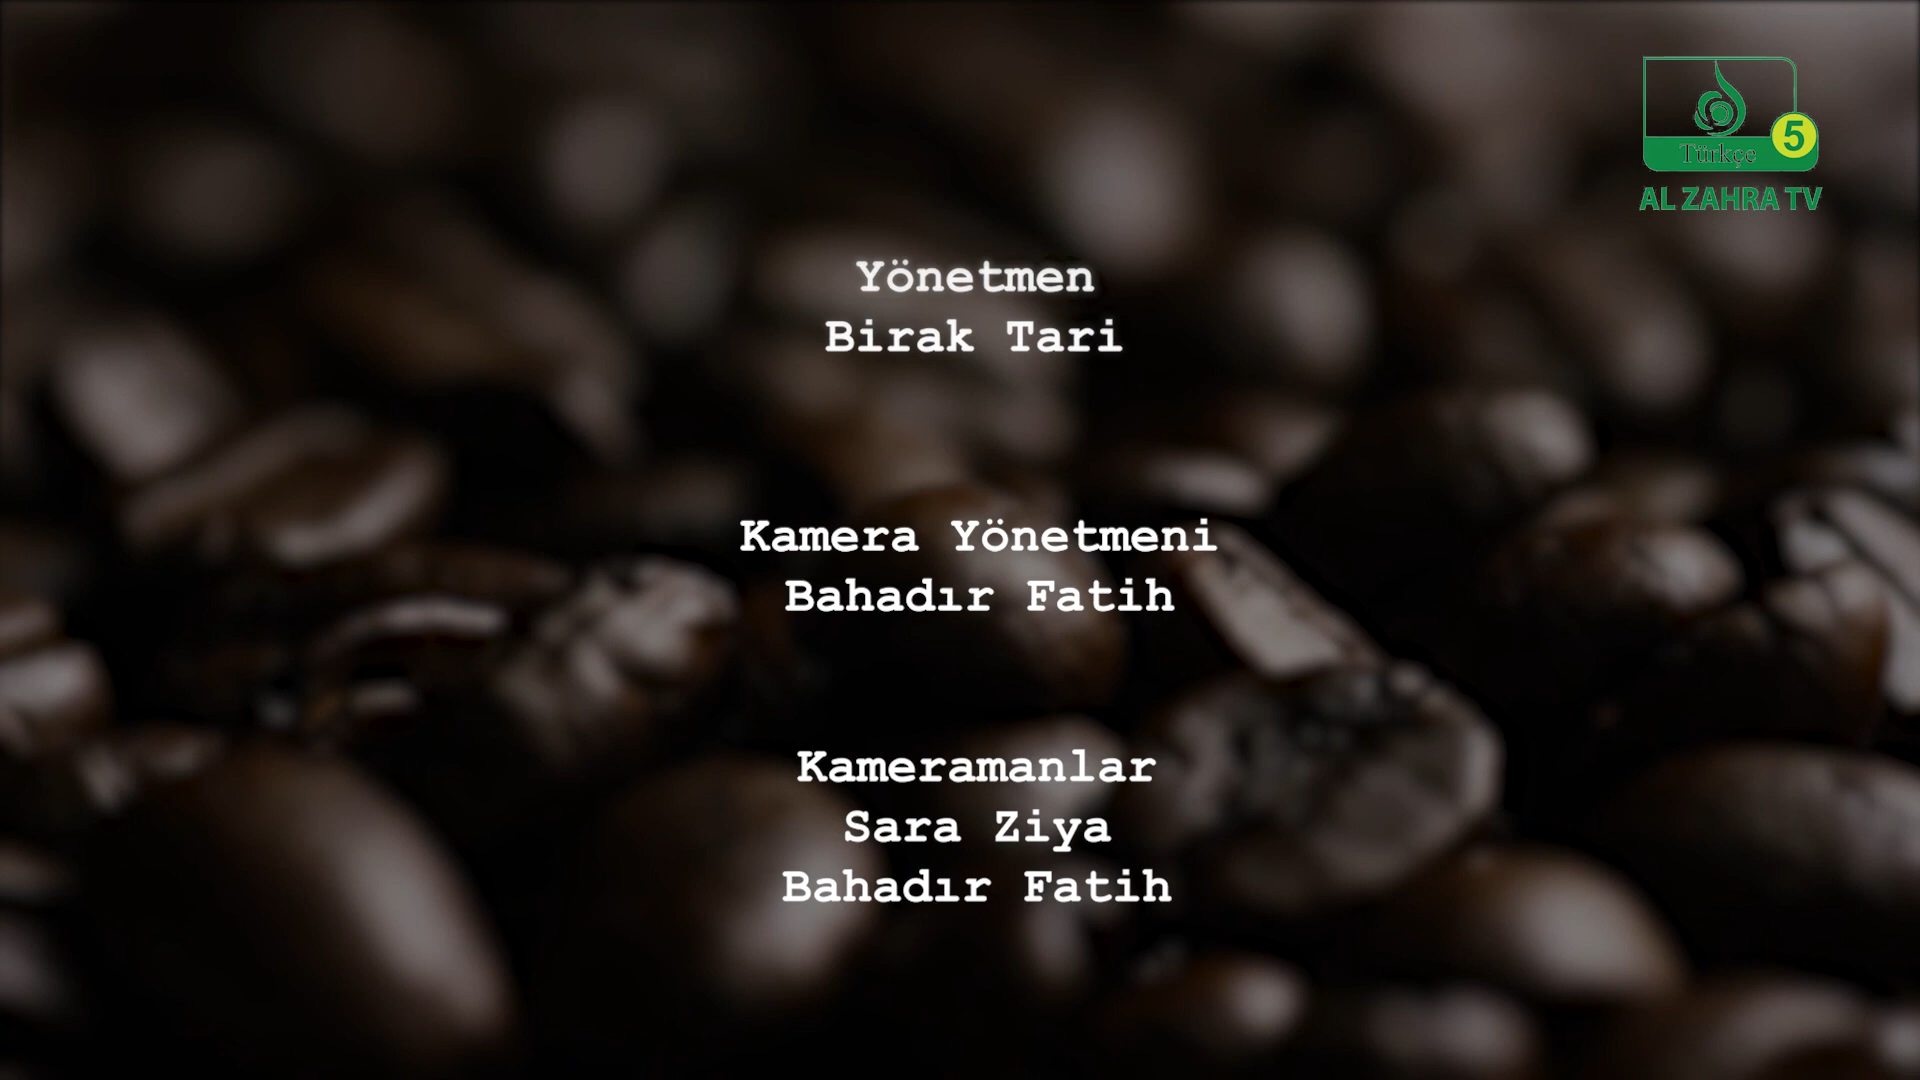 5
Türkçe
AL ZAHRA TV
Yönetmen
Birak Tari
Kamera Yönetmeni
Bahadır Fatih
Kameramanlar
Sara Ziya
Bahadır Fatih